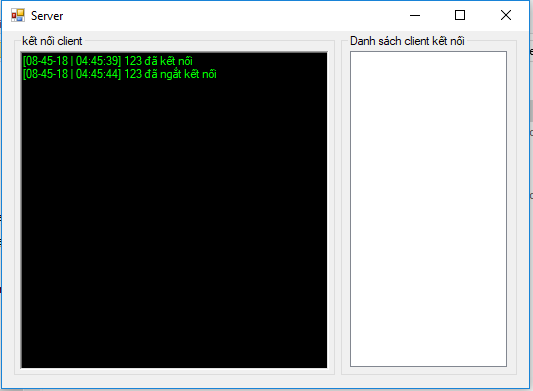 Server
kết nối client
[08-45-18 | 04:45:39] 123 đã kết nối
[08-45-18 | 04:45:44] 123 đã ngắt kết nối
Danh sách client kết nối